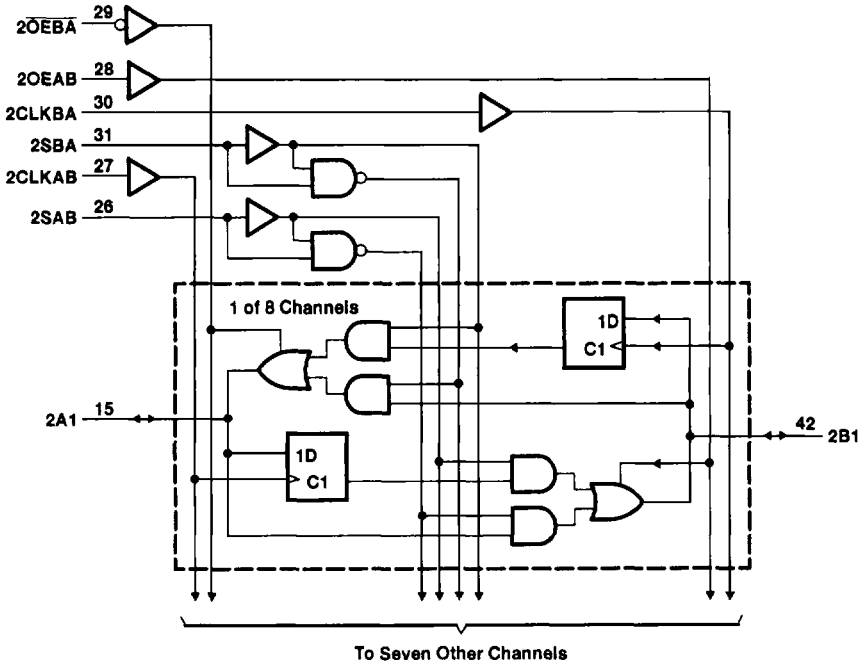 2O̅E̅B̅A̅ 29
2OEAB 28
2CLKBA 30
2SBA 31
2CLKAB 27
2SAB 26
1 of 8 Channels
1D
C1
2A1 15
42 2B1
1D
C1
To Seven Other Channels